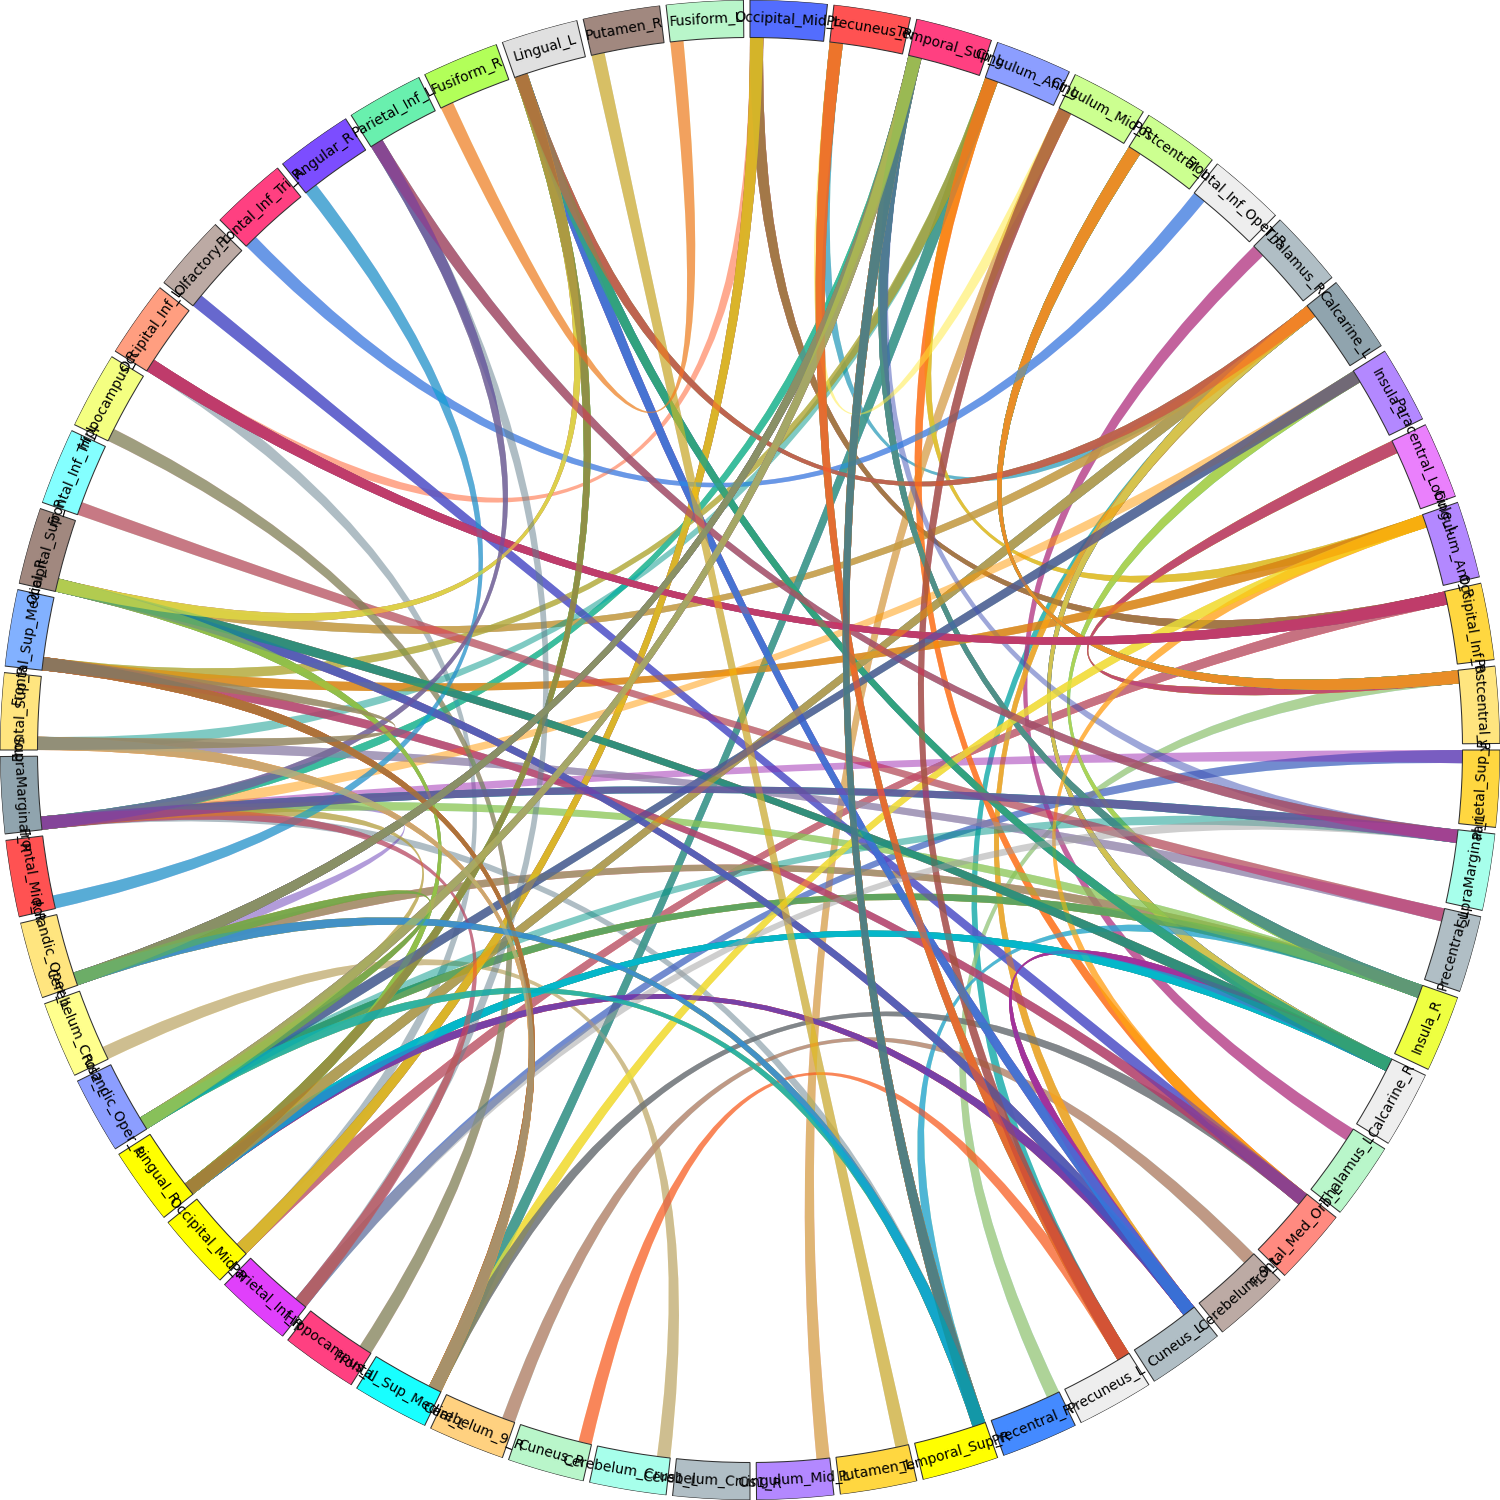 Occipital_Mid_L
Precuneus_R
Temporal_Sup_L
Cingulum_Ant_L
Cingulum_Mid_R
Postcentral_L
Frontal_Inf_Oper_R
Thalamus_R
Calcarine_L
Insula_L
Paracentral_Lobule_L
Cingulum_Ant_R
Occipital_Inf_R
Postcentral_R
Parietal_Sup_L
SupraMarginal_L
Precentral_L
Insula_R
Calcarine_R
Thalamus_L
Frontal_Med_Orb_L
Cerebelum_9_L
Cuneus_L
Precuneus_L
Precentral_R
Temporal_Sup_R
Putamen_L
Cingulum_Mid_L
Cerebelum_Crus1_R
Cerebelum_Crus1_L
Cuneus_R
Cerebelum_9_R
Frontal_Sup_Medial_L
Hippocampus_L
Parietal_Inf_R
Occipital_Mid_R
Lingual_R
Rolandic_Oper_R
Cerebelum_Crus2_L
Rolandic_Oper_L
Frontal_Mid_R
SupraMarginal_R
Frontal_Sup_R
Frontal_Sup_Medial_R
Occipital_Sup_R
Frontal_Inf_Tri_L
Hippocampus_R
Occipital_Inf_L
Olfactory_R
Frontal_Inf_Tri_R
Angular_R
Parietal_Inf_L
Fusiform_R
Lingual_L
Putamen_R
Fusiform_L